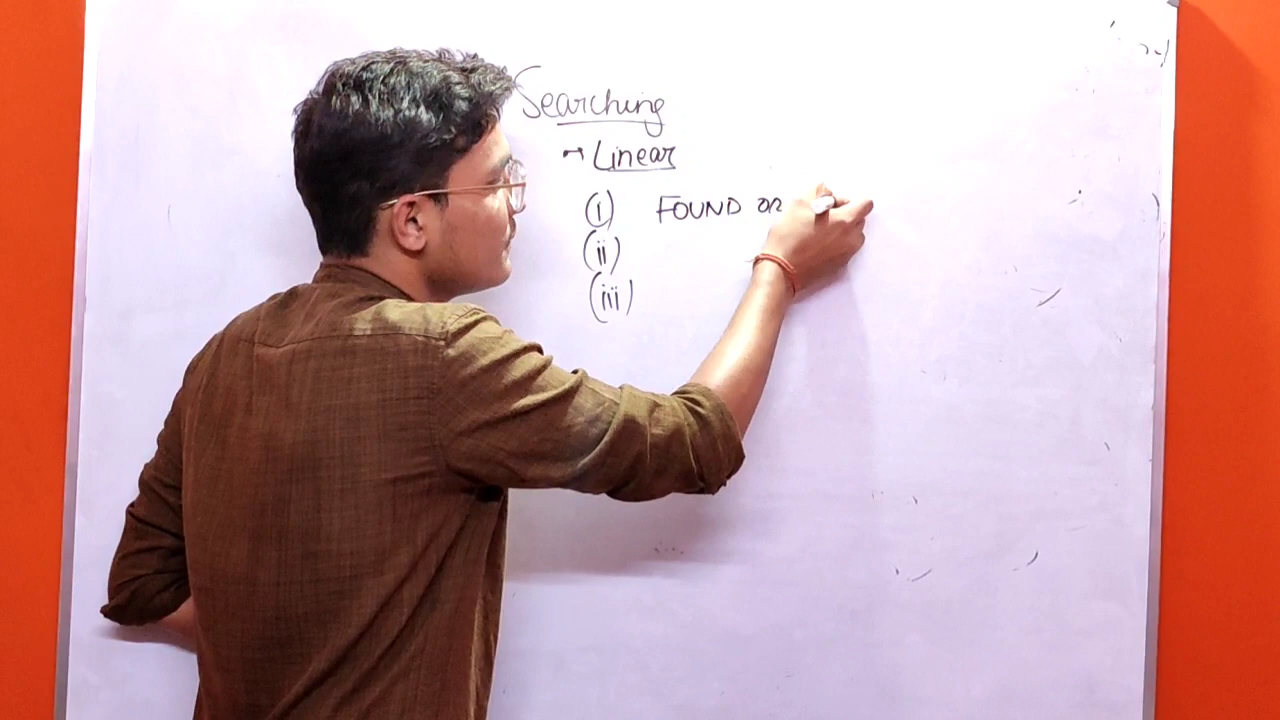 Searching
→ Linear
(i) FOUND OR
(ii)
(iii)